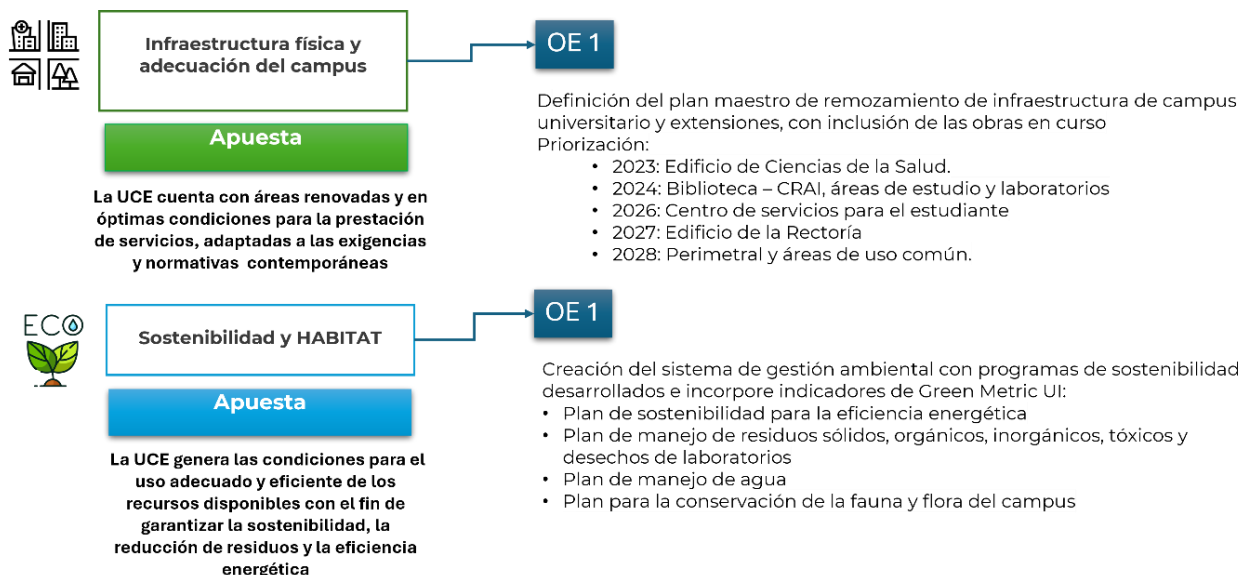 Infraestructura física y
adecuación del campus
Apuesta
La UCE cuenta con áreas renovadas y en
óptimas condiciones para la prestación
de servicios, adaptadas a las exigencias
y normativas contemporáneas
OE 1
Definición del plan maestro de remozamiento de infraestructura de campus
universitario y extensiones, con inclusión de las obras en curso
Priorización:
• 2023: Edificio de Ciencias de la Salud.
• 2024: Biblioteca – CRAI, áreas de estudio y laboratorios
• 2026: Centro de servicios para el estudiante
• 2027: Edificio de la Rectoría
• 2028: Perimetral y áreas de uso común.
ECO
Sostenibilidad y HABITAT
Apuesta
La UCE genera las condiciones para el
uso adecuado y eficiente de los
recursos disponibles con el fin de
garantizar la sostenibilidad, la
reducción de residuos y la eficiencia
energética
OE 1
Creación del sistema de gestión ambiental con programas de sostenibilidad
desarrollados e incorpore indicadores de Green Metric UI:
• Plan de sostenibilidad para la eficiencia energética
• Plan de manejo de residuos sólidos, orgánicos, inorgánicos, tóxicos y
desechos de laboratorios
• Plan de manejo de agua
• Plan para la conservación de la fauna y flora del campus